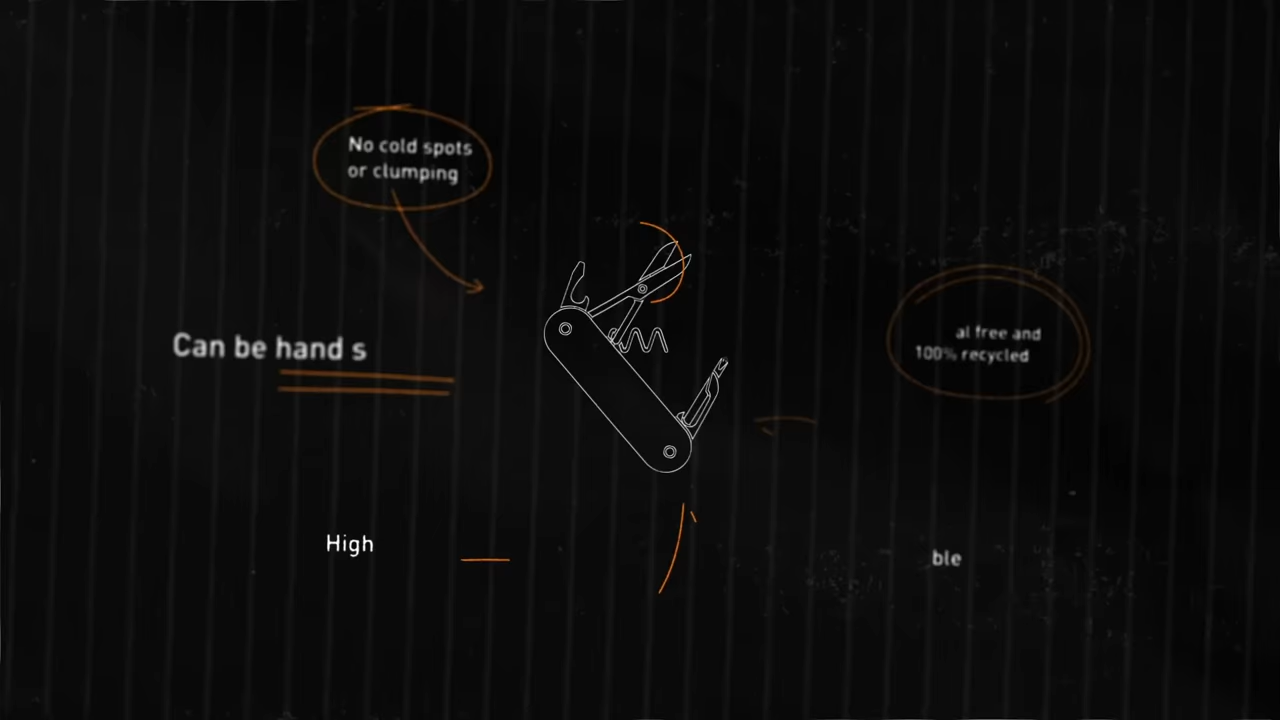 No cold spots
or clumping
Can be hand s
al free and
100% recycled
High
ble